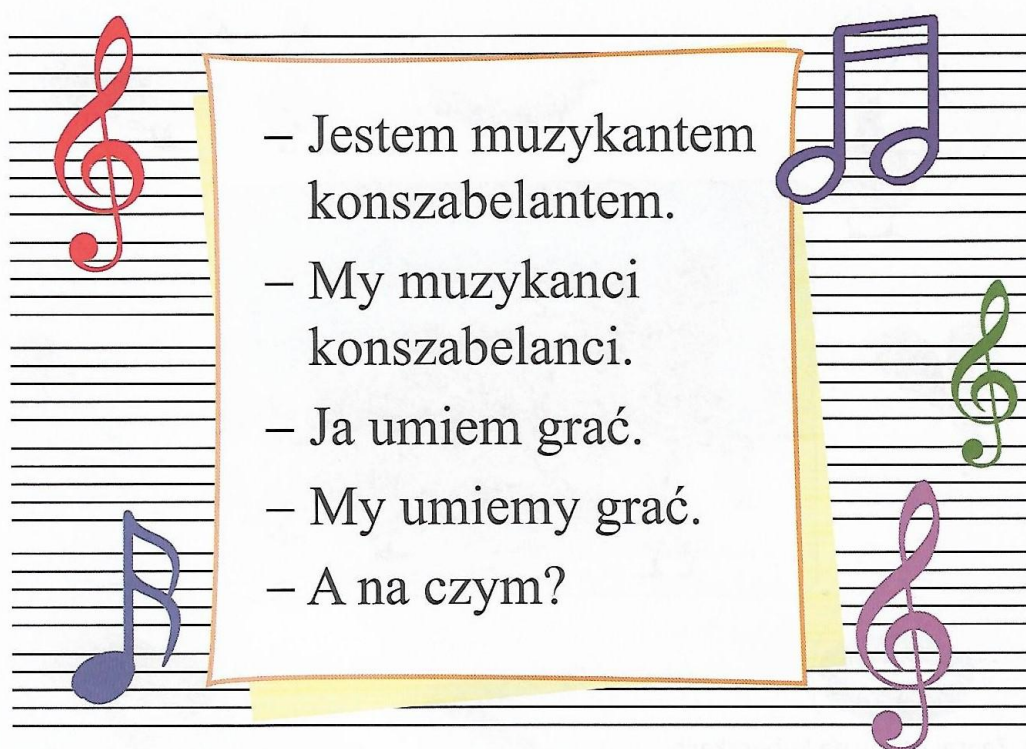 – Jestem muzykantem
konszabelantem.
– My muzykanci
konszabelanci.
– Ja umiem grać.
– My umiemy grać.
– A na czym?